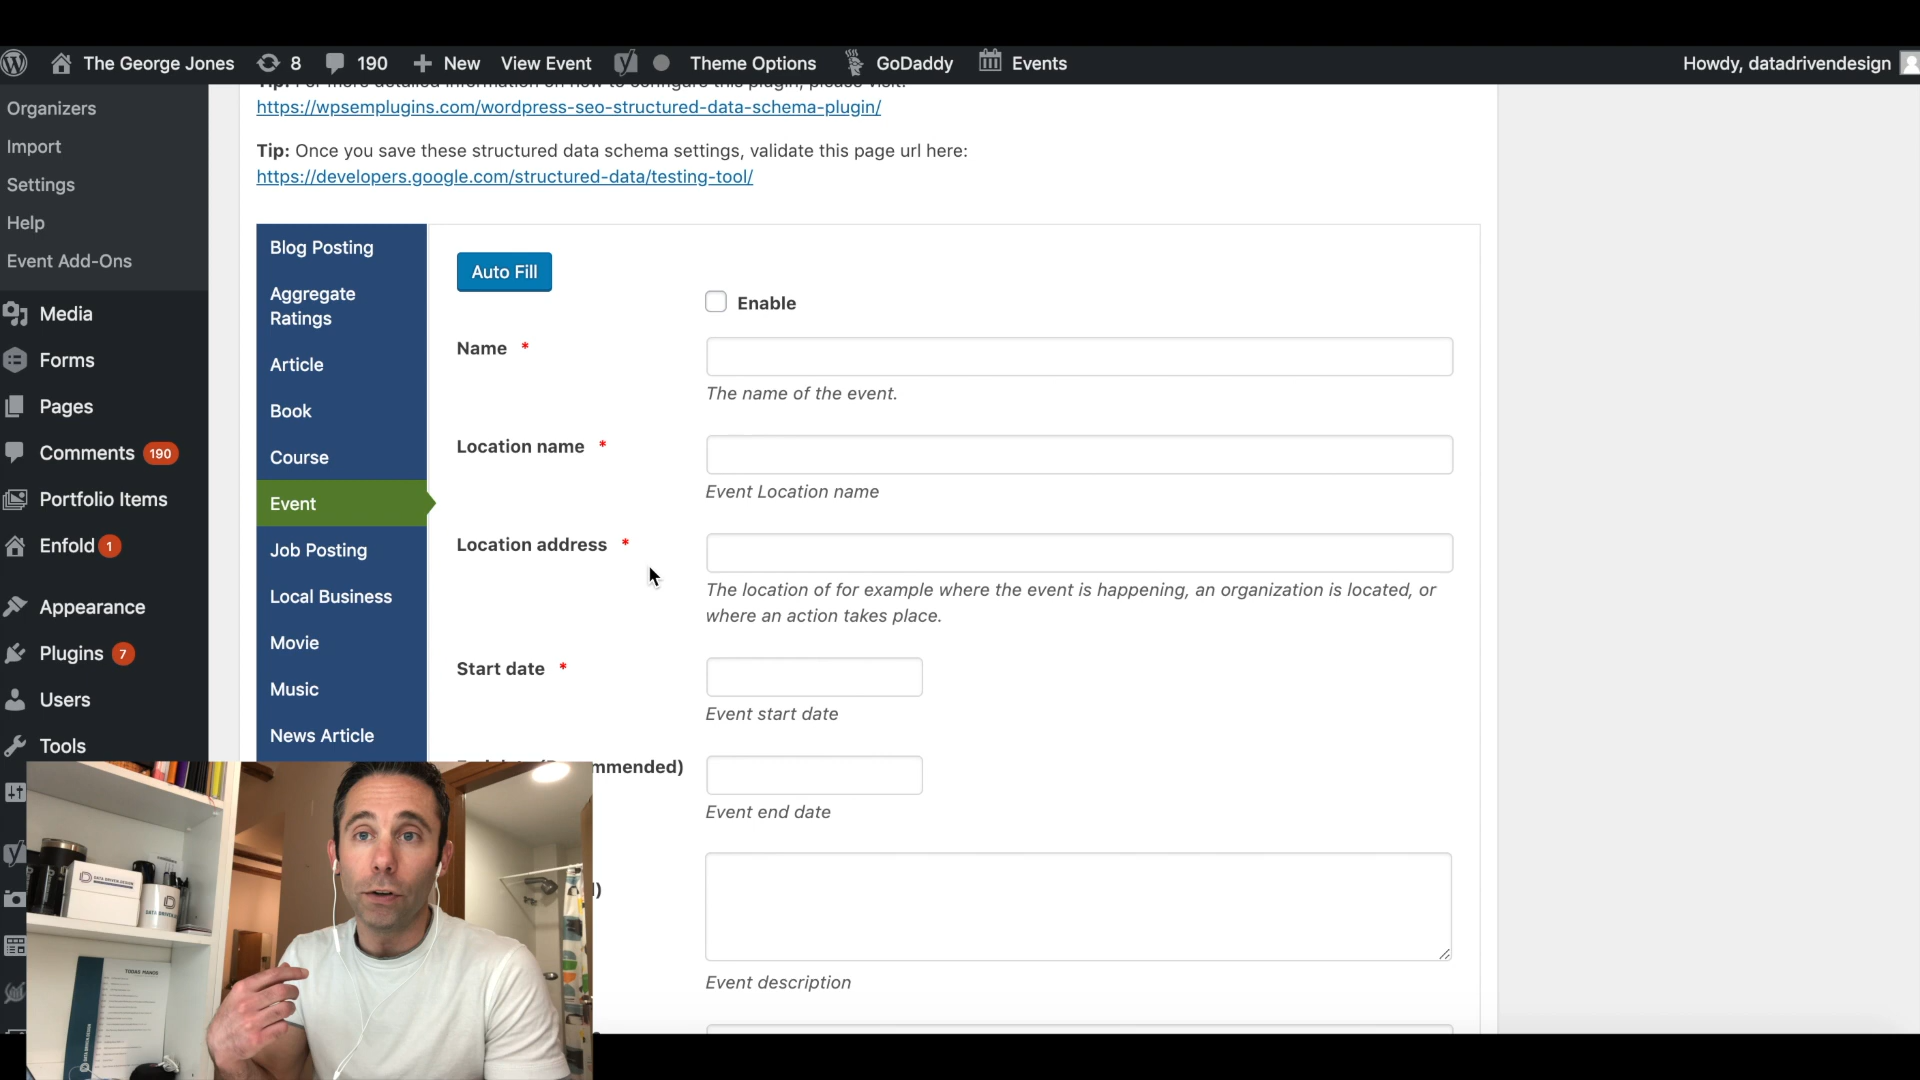 The George Jones 8 190 New View Event Theme Options GoDaddy Events Howdy, datadrivendesign
Organizers
Import
Settings
Help
Event Add-Ons
Media
Forms
Pages
Comments 190
Portfolio Items
Enfold 1
Appearance
Plugins 7
Users
Tools
Tip: For more detailed information on how to configure this plugin, please visit:
https://wpsemplugins.com/wordpress-seo-structured-data-schema-plugin/
Tip: Once you save these structured data schema settings, validate this page url here:
https://developers.google.com/structured-data/testing-tool/
Blog Posting
Aggregate
Ratings
Article
Book
Course
Event
Job Posting
Local Business
Movie
Music
News Article
Auto Fill
Enable
Name *
The name of the event.
Location name *
Event Location name
Location address *
The location of for example where the event is happening, an organization is located, or
where an action takes place.
Start date *
Event start date
mmended)
Event end date
Event description
DATA DRIVEN DESIGN
TODAS MANOS